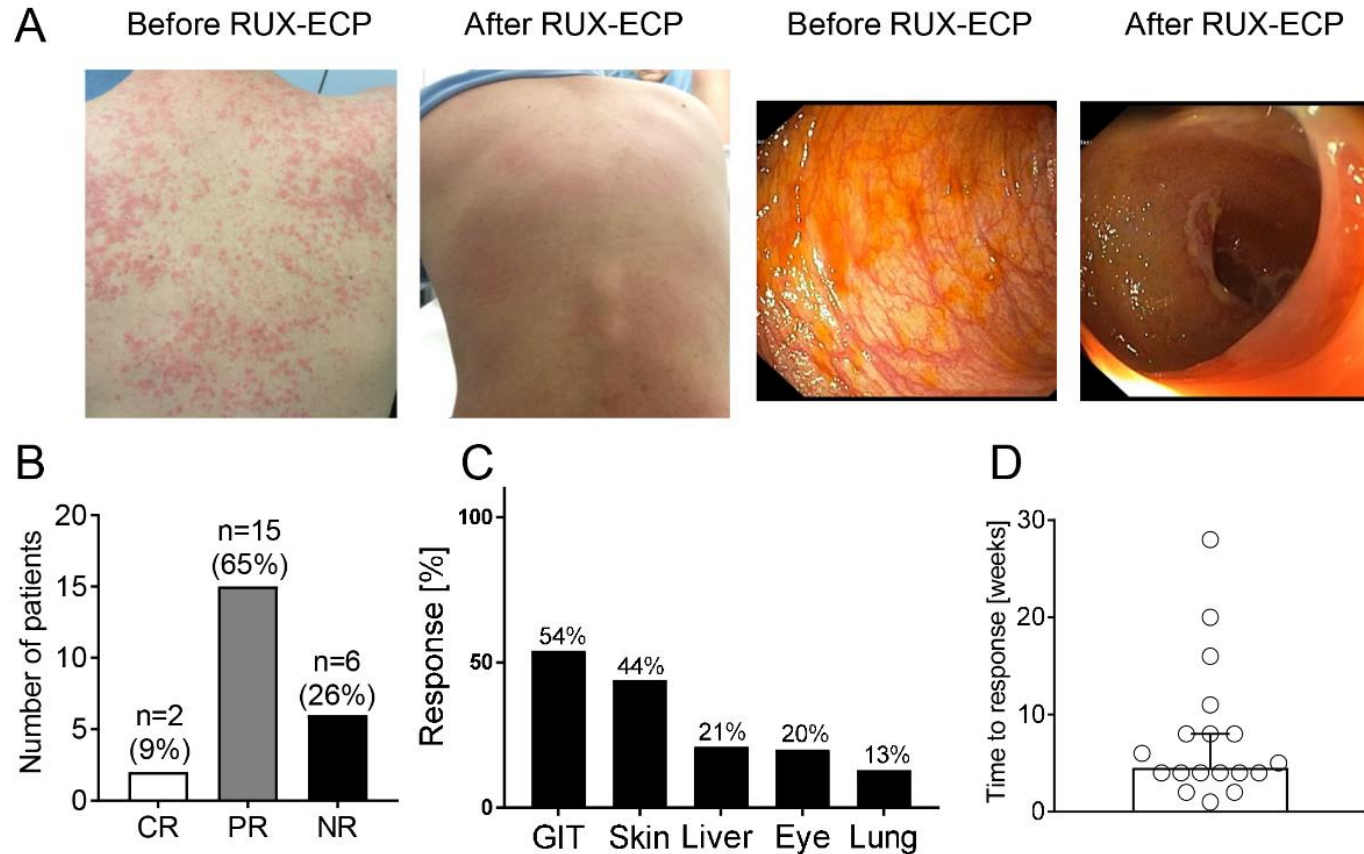 A
Before RUX-ECP
After RUX-ECP
Before RUX-ECP
After RUX-ECP
B
Number of patients
20
15
10
5
0
n=2
(9%)
n=15
(65%)
n=6
(26%)
CR
PR
NR
C
Response [%]
100
50
0
54%
44%
21%
20%
13%
GIT
Skin
Liver
Eye
Lung
D
Time to response [weeks]
30
20
10
0